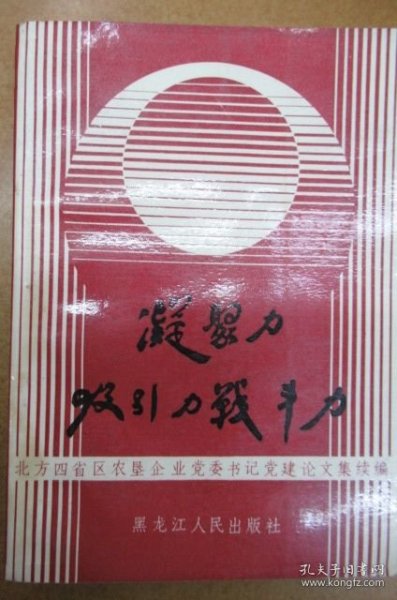 凝聚力
吸引力战斗力
北方四省区农垦企业党委书记党建论文集续编
黑龙江人民出版社
孔夫子旧书网
www.kongfz.com